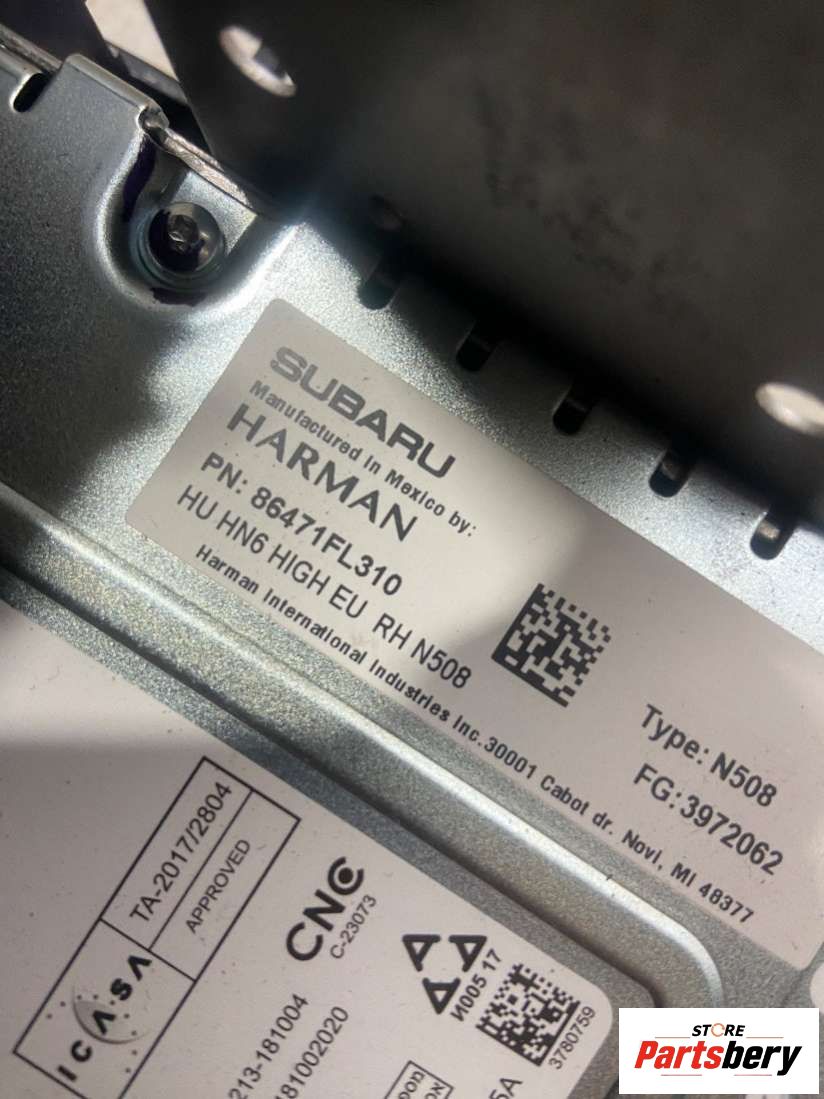 SUBARU
Manufactured in Mexico by:
HARMAN
PN: 86471FL310
HU HN6 HIGH EU RH N508
Harman International Industries Inc.30001 Cabot dr. Novi, MI 48377
Type: N508
FG:3972062
TA-2017/2804
APPROVED
ICASA
CNC
C-23073
И005 17
3780759
213-181004
181002020
5A
STORE
Partsbery